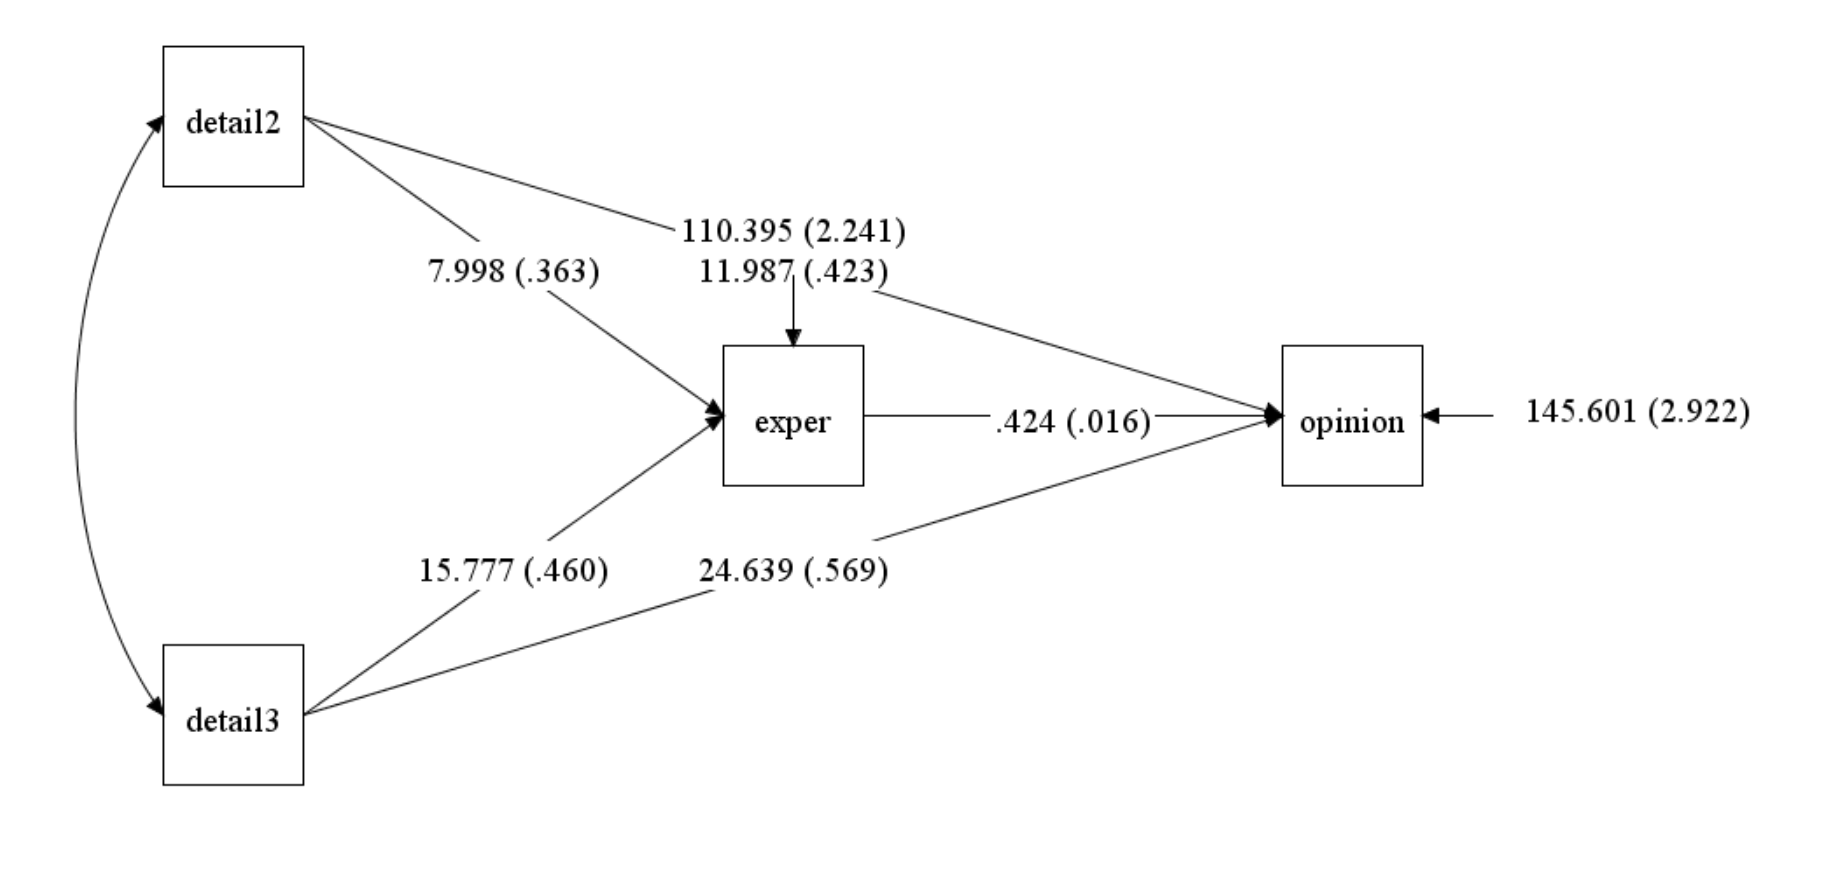 detail2
110.395 (2.241)
7.998 (.363)
11.987 (.423)
exper
.424 (.016)
opinion
145.601 (2.922)
15.777 (.460)
24.639 (.569)
detail3